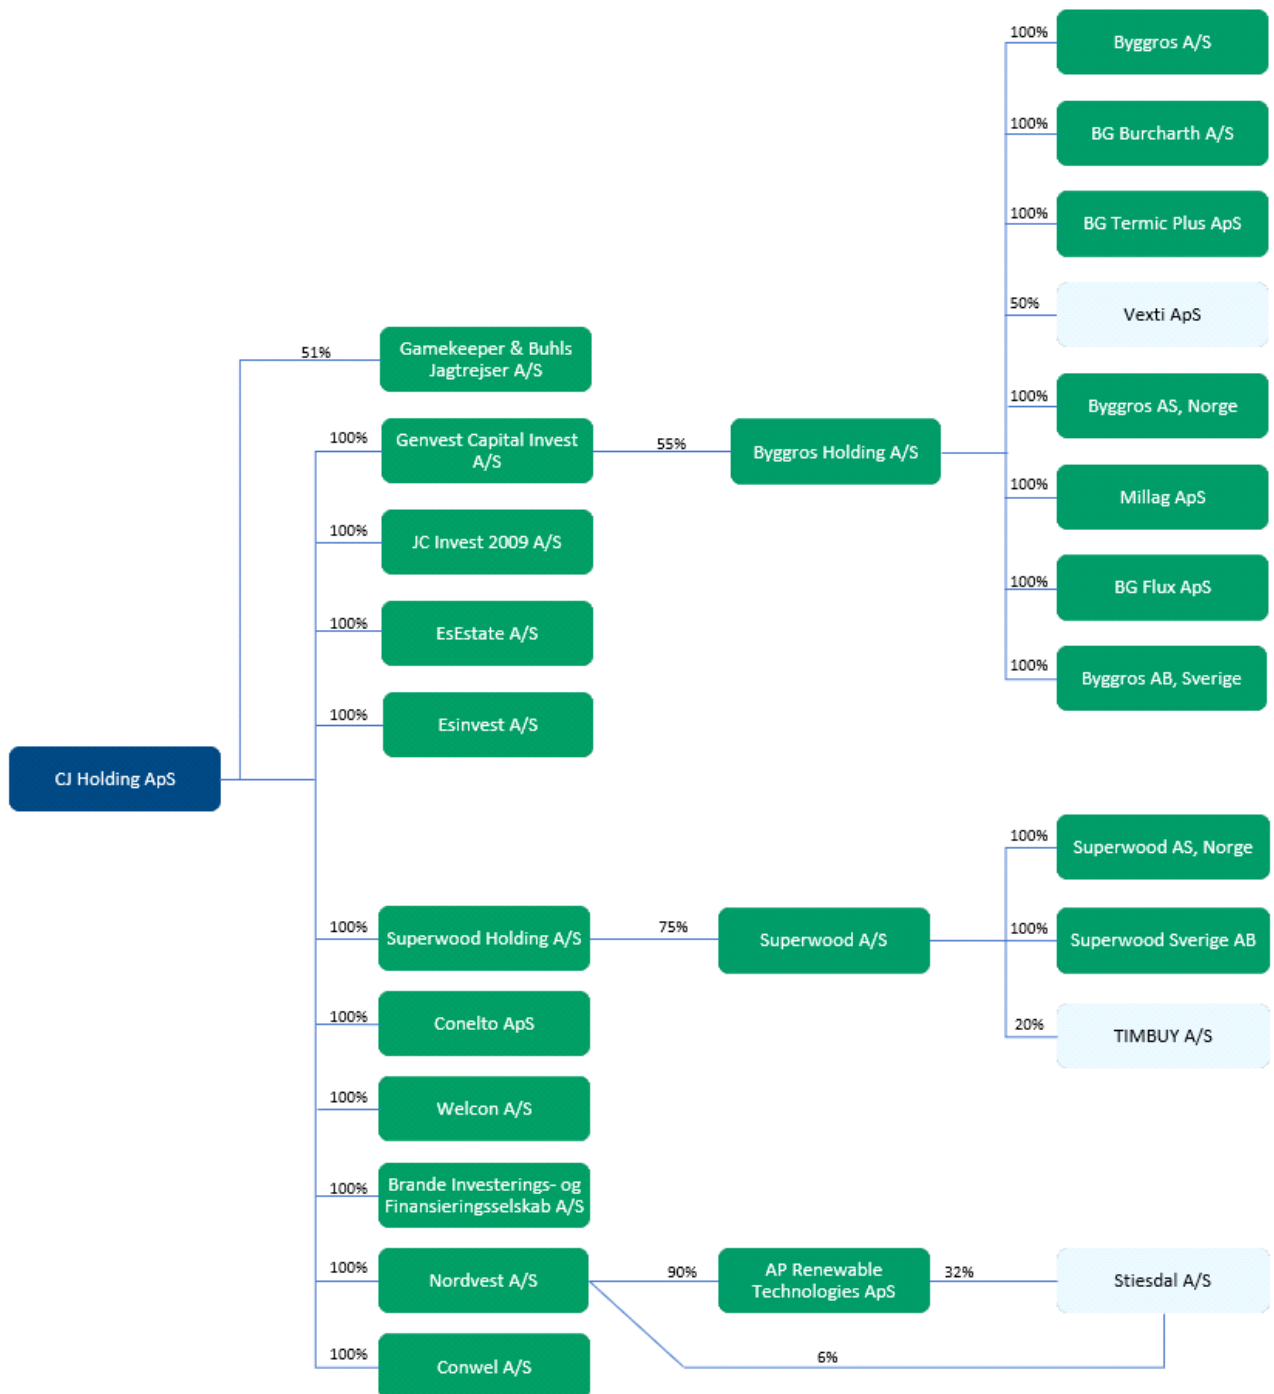 100%
Byggros A/S
100%
BG Burcharth A/S
100%
BG Termic Plus ApS
50%
Vexti ApS
51%
Gamekeeper & Buhls
Jagtrejser A/S
100%
Byggros AS, Norge
100%
Genvest Capital Invest
A/S
55%
Byggros Holding A/S
100%
Millag ApS
100%
JC Invest 2009 A/S
100%
BG Flux ApS
100%
EsEstate A/S
100%
Byggros AB, Sverige
100%
Esinvest A/S
CJ Holding ApS
100%
Superwood AS, Norge
100%
Superwood Holding A/S
75%
Superwood A/S
100%
Superwood Sverige AB
100%
Conelto ApS
20%
TIMBUY A/S
100%
Welcon A/S
100%
Brande Investerings- og
Finansieringsselskab A/S
100%
Nordvest A/S
90%
AP Renewable
Technologies ApS
32%
Stiesdal A/S
6%
100%
Conwel A/S